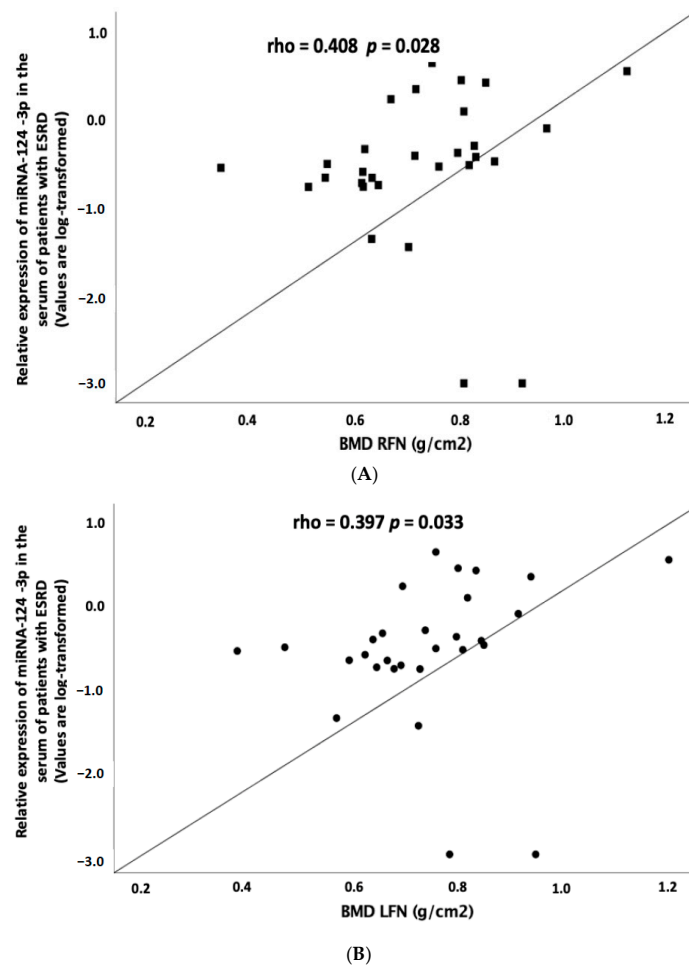 rho = 0.408 p = 0.028
Relative expression of miRNA-124 -3p in the
serum of patients with ESRD
(Values are log-transformed)
1.0
0.0
−1.0
−2.0
−3.0
0.2 0.4 0.6 0.8 1.0 1.2
BMD RFN (g/cm2)
(A)
rho = 0.397 p = 0.033
Relative expression of miRNA-124 -3p in the
serum of patients with ESRD
(Values are log-transformed)
1.0
0.0
−1.0
−2.0
−3.0
0.2 0.4 0.6 0.8 1.0 1.2
BMD LFN (g/cm2)
(B)